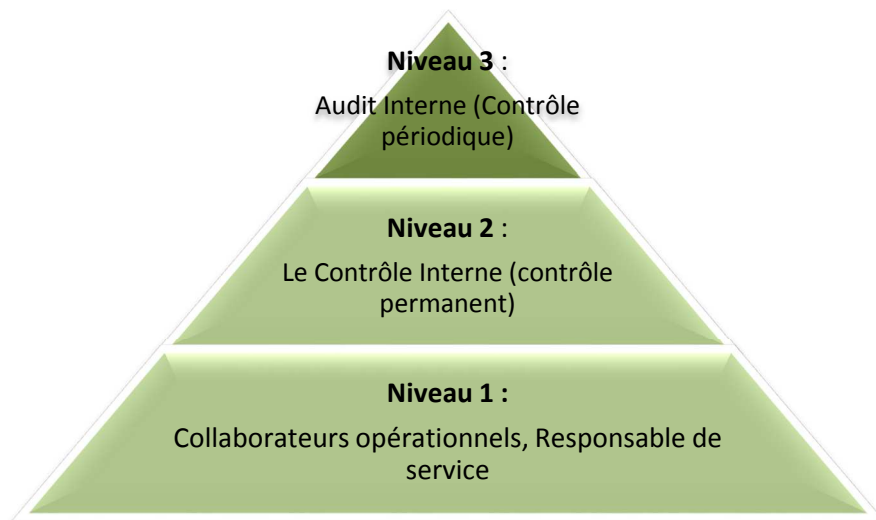 Niveau 3 :
Audit Interne (Contrôle
périodique)
Niveau 2 :
Le Contrôle Interne (contrôle
permanent)
Niveau 1 :
Collaborateurs opérationnels, Responsable de
service